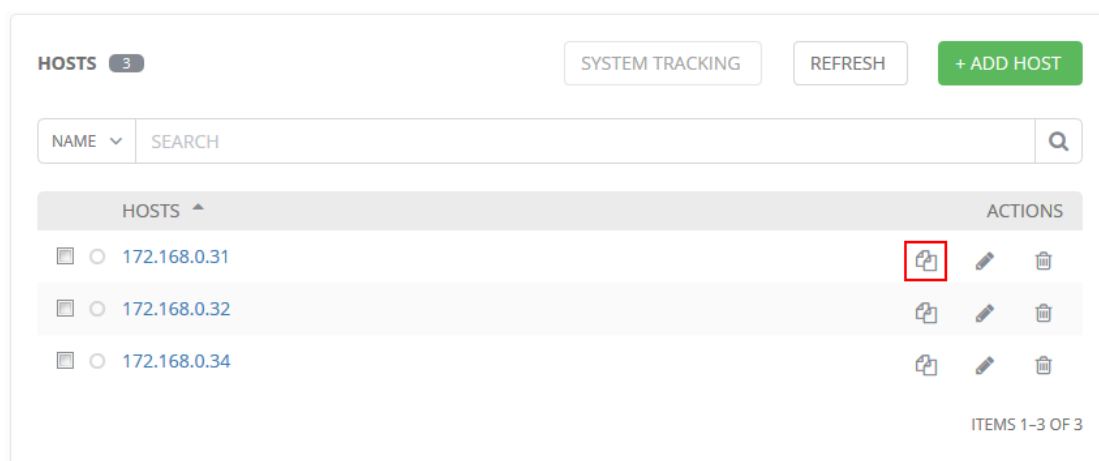 HOSTS 3 SYSTEM TRACKING REFRESH + ADD HOST
NAME SEARCH
HOSTS ACTIONS
172.168.0.31
172.168.0.32
172.168.0.34
ITEMS 1–3 OF 3